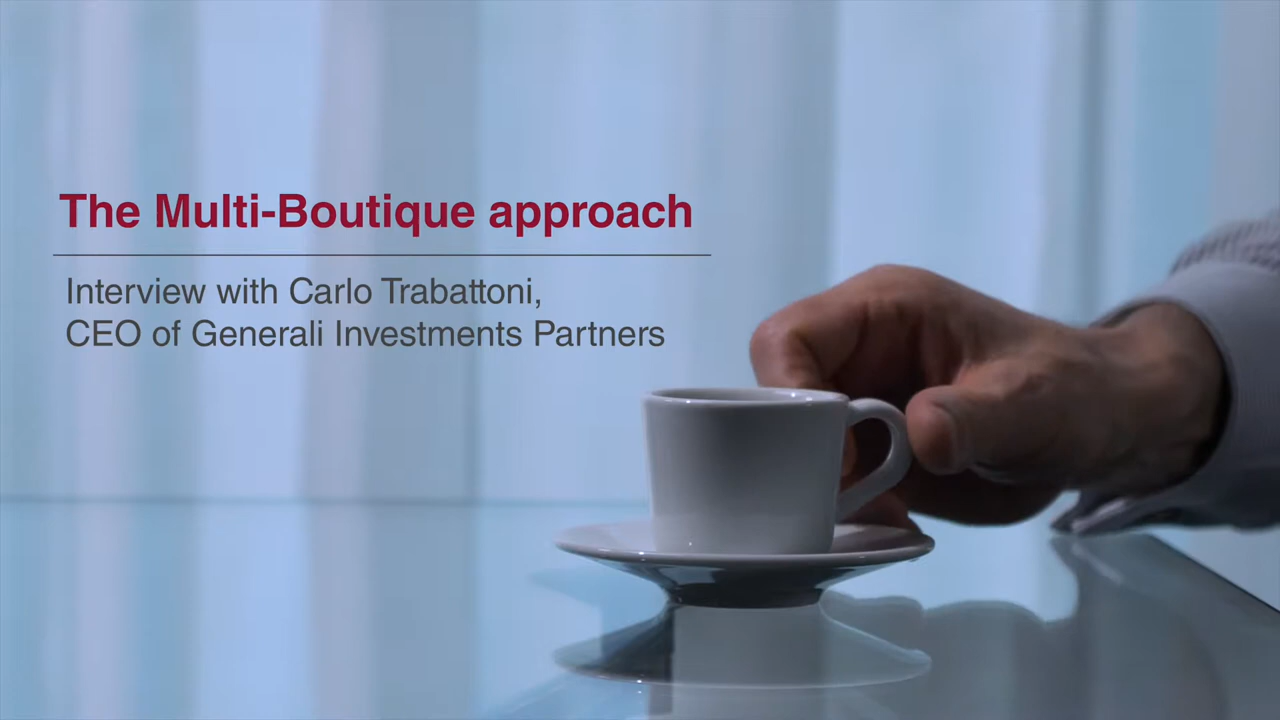 The Multi-Boutique approach
Interview with Carlo Trabattoni,
CEO of Generali Investments Partners